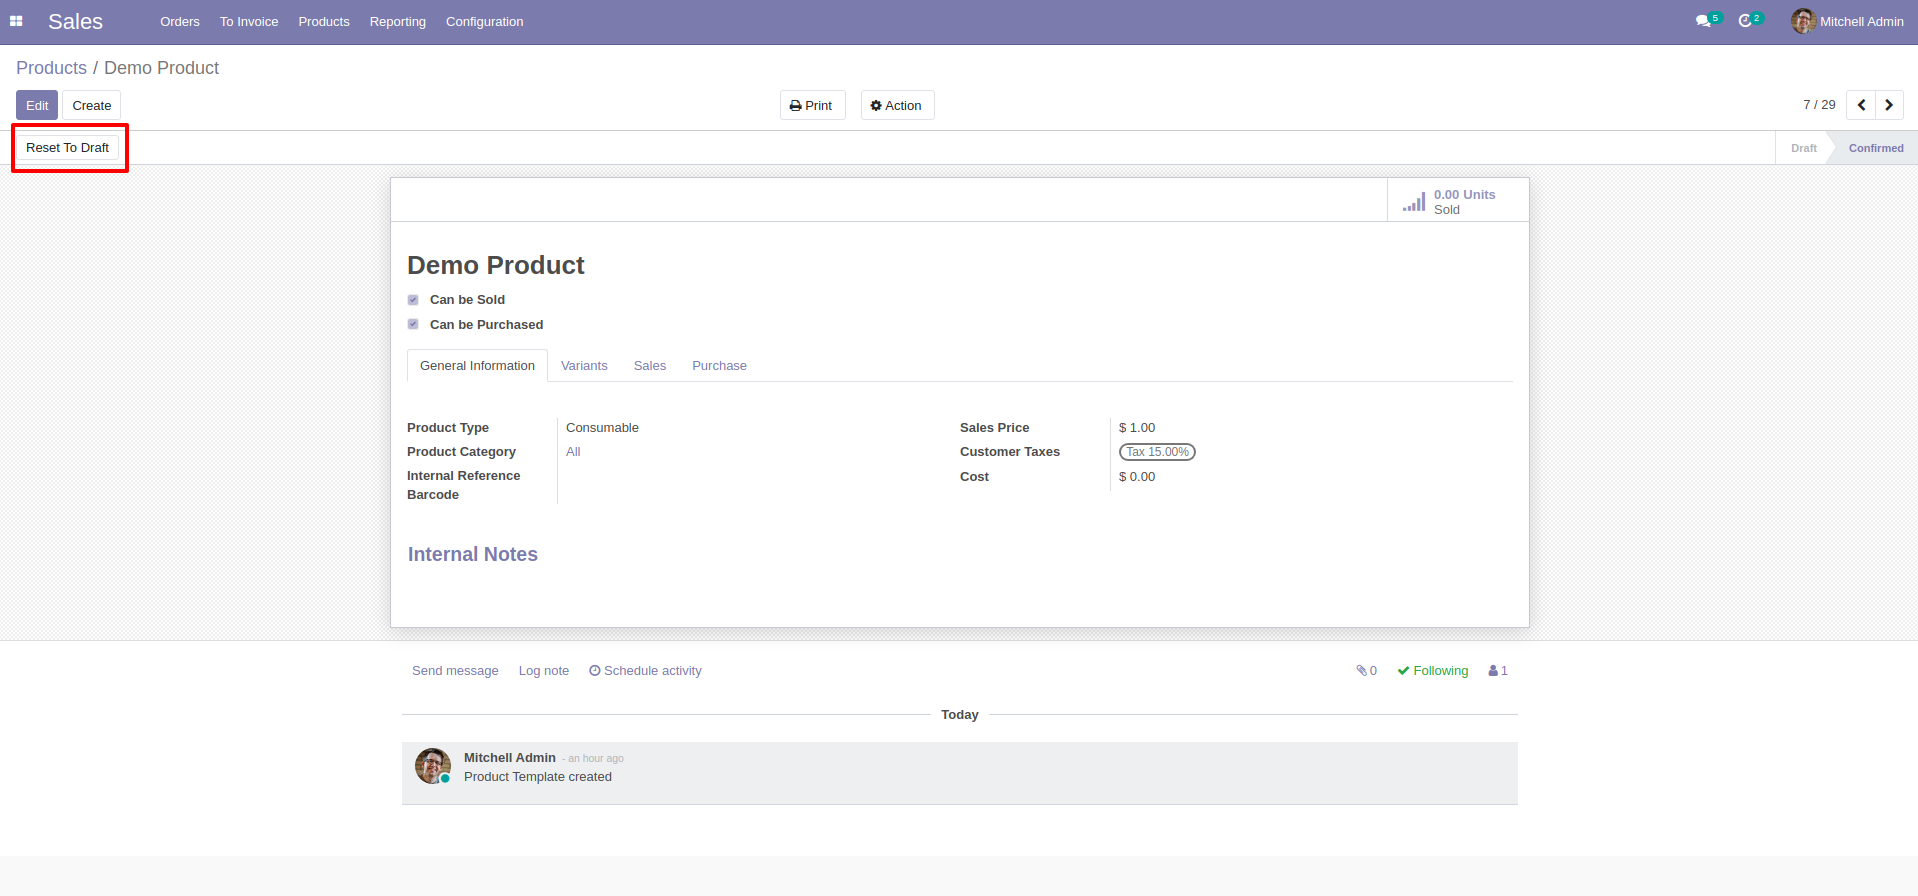 Sales Orders To Invoice Products Reporting Configuration 5 2 Mitchell Admin
Products / Demo Product
Edit Create Print Action 7 / 29
Reset To Draft Draft Confirmed
0.00 Units
Sold
Demo Product
Can be Sold
Can be Purchased
General Information Variants Sales Purchase
Product Type Consumable Sales Price $ 1.00
Product Category All Customer Taxes Tax 15.00%
Internal Reference Cost $ 0.00
Barcode
Internal Notes
Send message Log note Schedule activity 0 Following 1
Today
Mitchell Admin - an hour ago
Product Template created